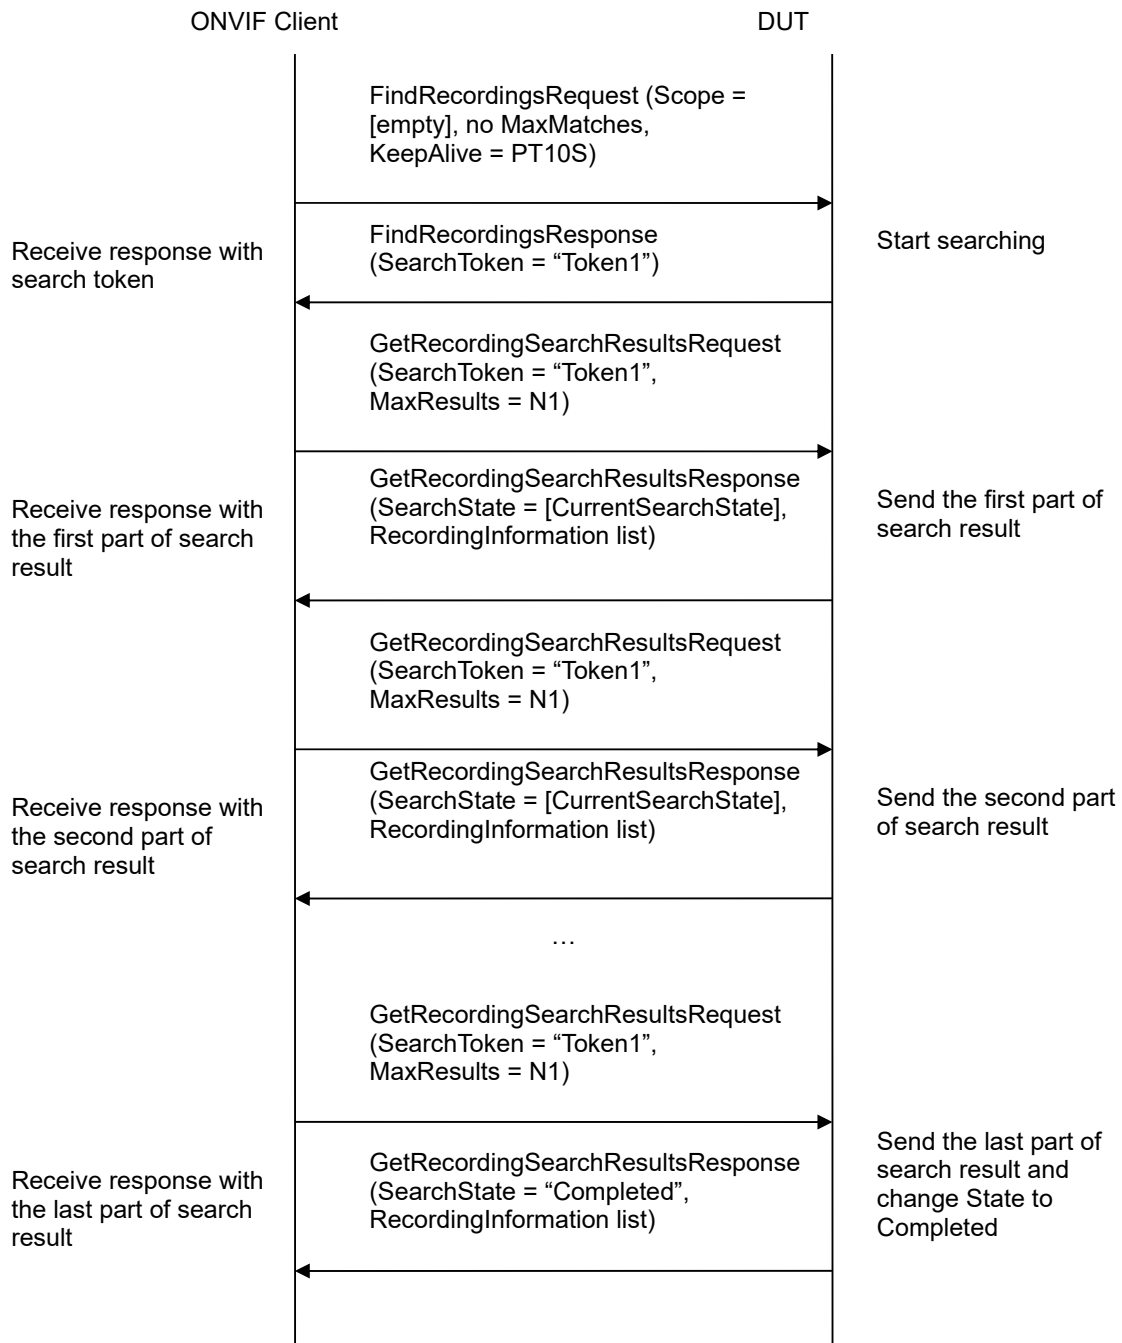 ONVIF Client
DUT
FindRecordingsRequest (Scope =
[empty], no MaxMatches,
KeepAlive = PT10S)
Receive response with
search token
FindRecordingsResponse
(SearchToken = “Token1”)
Start searching
GetRecordingSearchResultsRequest
(SearchToken = “Token1”,
MaxResults = N1)
Receive response with
the first part of search
result
GetRecordingSearchResultsResponse
(SearchState = [CurrentSearchState],
RecordingInformation list)
Send the first part of
search result
GetRecordingSearchResultsRequest
(SearchToken = “Token1”,
MaxResults = N1)
Receive response with
the second part of
search result
GetRecordingSearchResultsResponse
(SearchState = [CurrentSearchState],
RecordingInformation list)
Send the second part
of search result
…
GetRecordingSearchResultsRequest
(SearchToken = “Token1”,
MaxResults = N1)
Receive response with
the last part of search
result
GetRecordingSearchResultsResponse
(SearchState = “Completed”,
RecordingInformation list)
Send the last part of
search result and
change State to
Completed